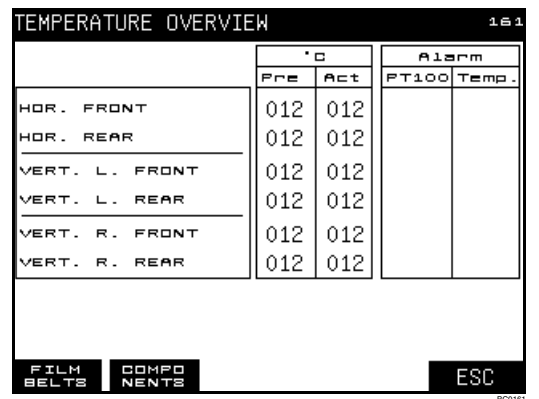 TEMPERATURE OVERVIEW 161
°C Alarm
Pre Act PT100 Temp.
HOR. FRONT 012 012
HOR. REAR 012 012
VERT. L. FRONT 012 012
VERT. L. REAR 012 012
VERT. R. FRONT 012 012
VERT. R. REAR 012 012
FILM COMPO
BELTS NENTS ESC